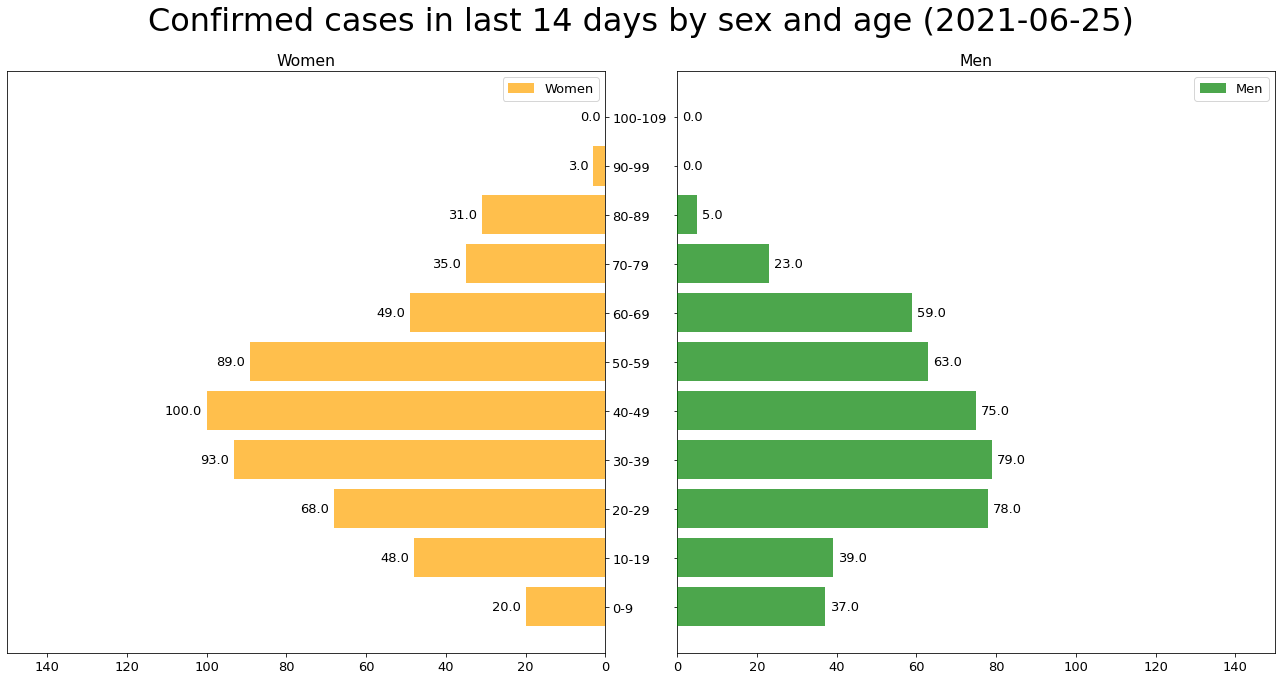 Confirmed cases in last 14 days by sex and age (2021-06-25)
Women
Men
Women
Men
0.0 100-109 0.0
3.0 90-99 0.0
31.0 80-89 5.0
35.0 70-79 23.0
49.0 60-69 59.0
89.0 50-59 63.0
100.0 40-49 75.0
93.0 30-39 79.0
68.0 20-29 78.0
48.0 10-19 39.0
20.0 0-9 37.0
140 120 100 80 60 40 20 0
0 20 40 60 80 100 120 140